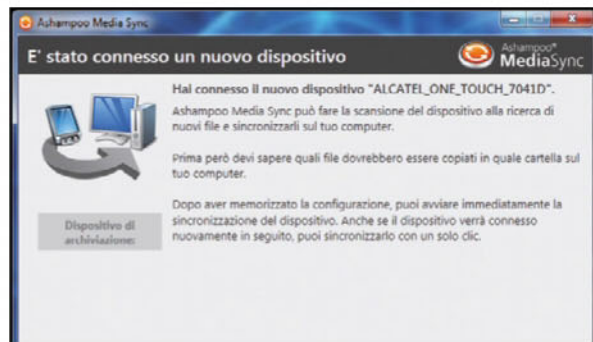 Ashampoo Media Sync
E' stato connesso un nuovo dispositivo
Ashampoo®
MediaSync
Hai connesso il nuovo dispositivo "ALCATEL_ONE_TOUCH_7041D".
Ashampoo Media Sync può fare la scansione del dispositivo alla ricerca di
nuovi file e sincronizzarli sul tuo computer.
Prima però devi sapere quali file dovrebbero essere copiati in quale cartella sul
tuo computer.
Dopo aver memorizzato la configurazione, puoi avviare immediatamente la
sincronizzazione del dispositivo. Anche se il dispositivo verrà connesso
nuovamente in seguito, puoi sincronizzarlo con un solo clic.
Dispositivo di
archiviazione: